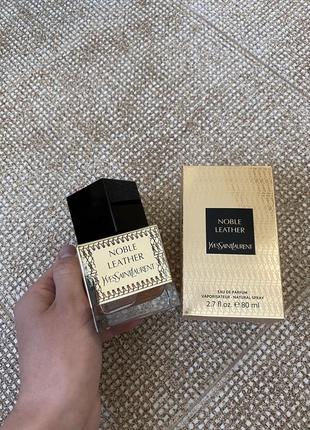 NOBLE
LEATHER
YVESSAINTLAURENT
NOBLE
LEATHER
YVESSAINTLAURENT
EAU DE PARFUM
VAPORISATEUR - NATURAL SPRAY
2.7 fl.oz. e 80 ml